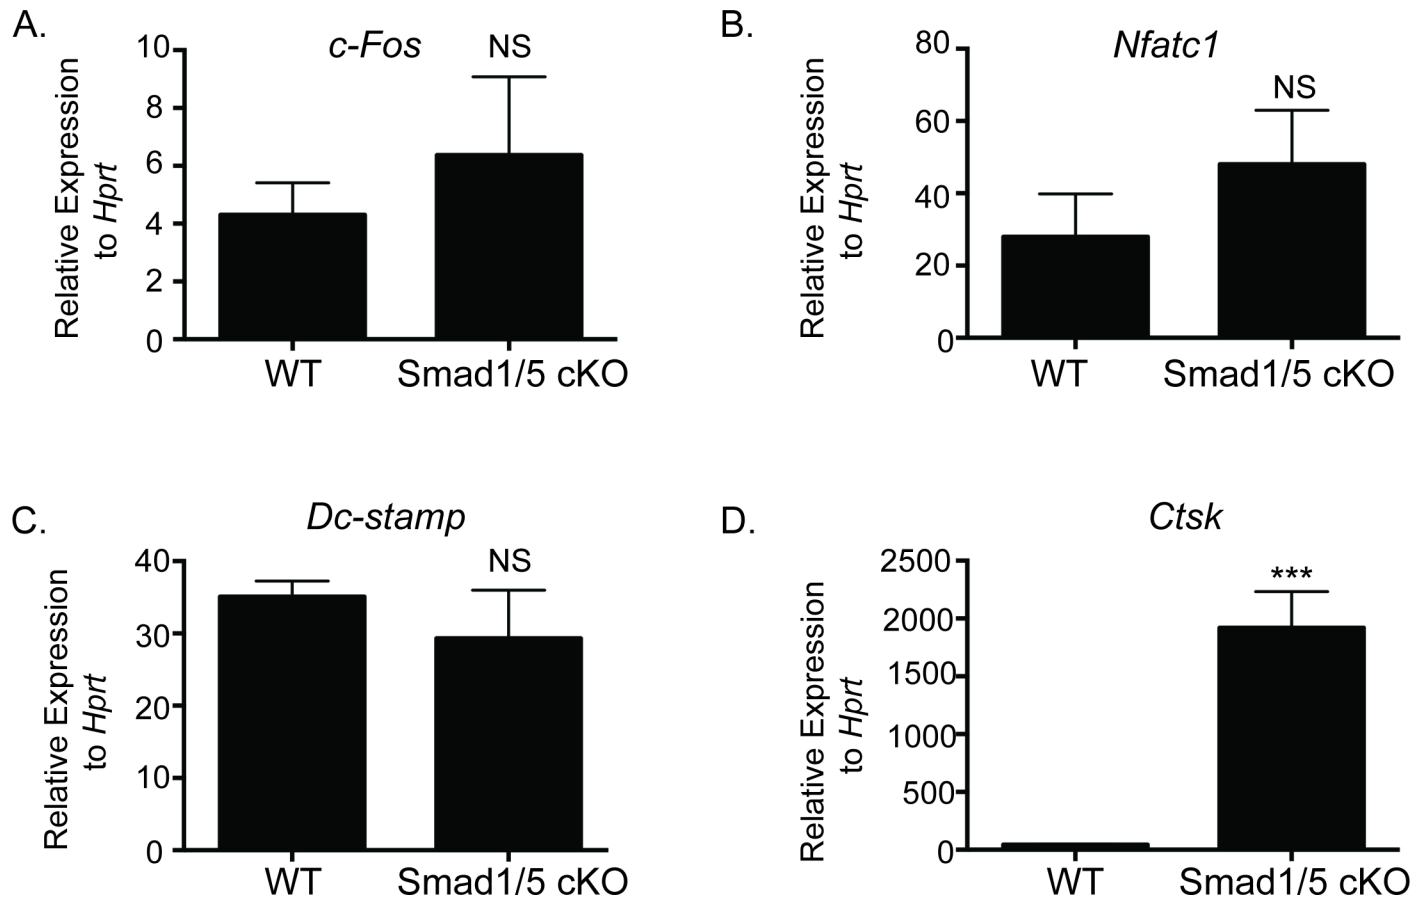 A.
c-Fos
NS
Relative Expression
to Hprt
10
8
6
4
2
0
WT
Smad1/5 cKO
B.
Nfatc1
NS
Relative Expression
to Hprt
80
60
40
20
0
WT
Smad1/5 cKO
C.
Dc-stamp
NS
Relative Expression
to Hprt
40
30
20
10
0
WT
Smad1/5 cKO
D.
Ctsk
***
Relative Expression
to Hprt
2500
2000
1500
1000
500
0
WT
Smad1/5 cKO